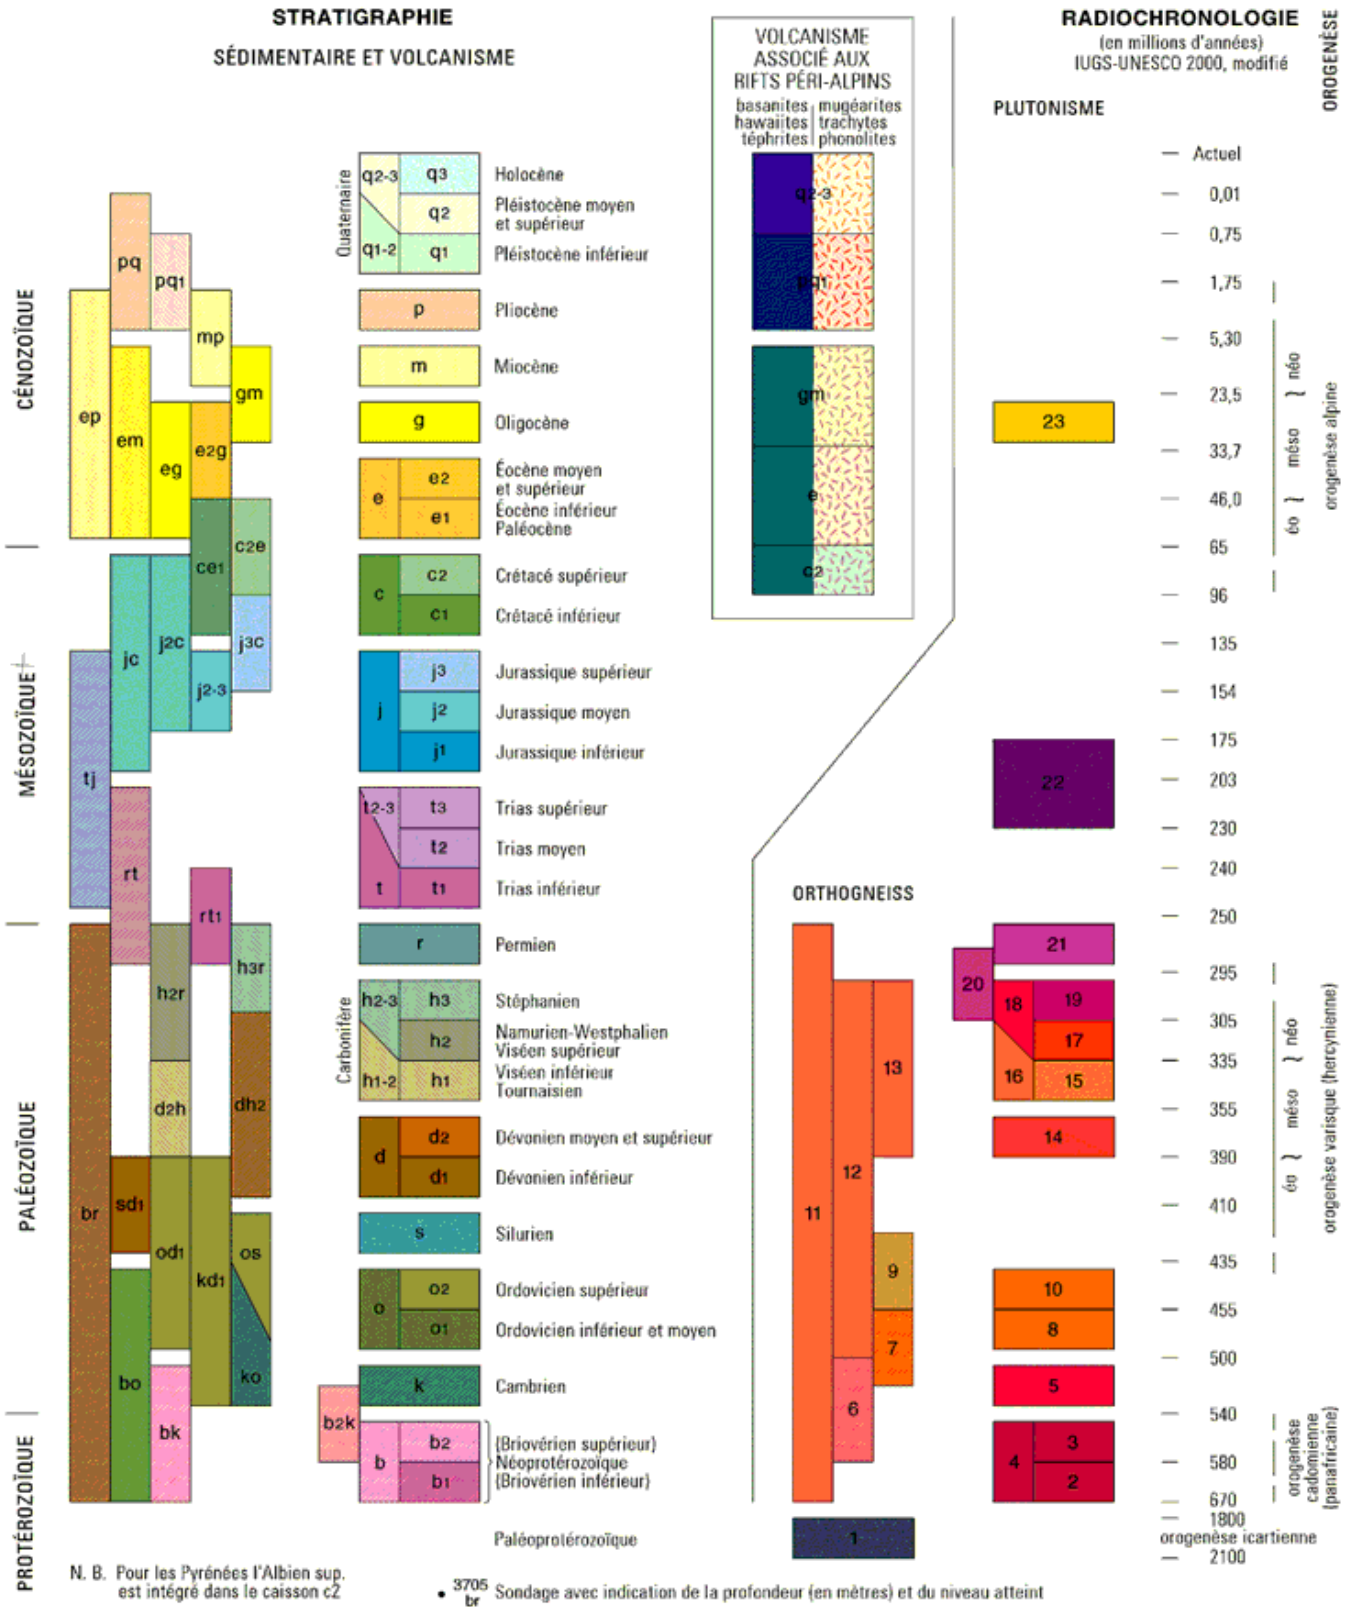 STRATIGRAPHIE
SÉDIMENTAIRE ET VOLCANISME
VOLCANISME
ASSOCIÉ AUX
RIFTS PÉRI-ALPINS
basanites mugéarites
hawaiites trachytes
téphrites phonolites
RADIOCHRONOLOGIE
(en millions d'années)
IUGS-UNESCO 2000, modifié
OROGENÈSE
PLUTONISME
CÉNOZOÏQUE
MÉSOZOÏQUE
PALÉOZOÏQUE
PROTÉROZOÏQUE
pq
pq1
mp
gm
ep
em
eg
e2g
c2e
ce1
jc
j2c
j3c
j2-3
tj
rt
rt1
h3r
h2r
d2h
dh2
br
sd1
od1
kd1
os
ko
bo
bk
b2k
Quaternaire
q2-3 q3 Holocène
q2 Pléistocène moyen
et supérieur
q1-2 q1 Pléistocène inférieur
p Pliocène
m Miocène
g Oligocène
e e2 Éocène moyen
et supérieur
e1 Éocène inférieur
Paléocène
c c2 Crétacé supérieur
c1 Crétacé inférieur
j j3 Jurassique supérieur
j2 Jurassique moyen
j1 Jurassique inférieur
t2-3 t3 Trias supérieur
t2 Trias moyen
t t1 Trias inférieur
r Permien
Carbonifère
h2-3 h3 Stéphanien
h2 Namurien-Westphalien
Viséen supérieur
h1-2 h1 Viséen inférieur
Tournaisien
d d2 Dévonien moyen et supérieur
d1 Dévonien inférieur
s Silurien
o o2 Ordovicien supérieur
o1 Ordovicien inférieur et moyen
k Cambrien
b b2 (Briovérien supérieur)
Néoprotérozoïque
b1 (Briovérien inférieur)
Paléoprotérozoïque
q2-3
pq1
gm
e
c2
ORTHOGNEISS
11
12
13
9
7
6
1
23
22
21
20
18 19
17
16 15
14
10
8
5
4 3
2
Actuel
0,01
0,75
1,75
5,30
23,5
33,7
46,0
65
96
135
154
175
203
230
240
250
295
305
335
355
390
410
435
455
500
540
580
670
1800
orogenèse icartienne
2100
éo ~ méso ~ néo
orogenèse alpine
éo ~ méso ~ néo
orogenèse varisque (hercynienne)
orogenèse
cadomienne
(panafricaine)
N. B. Pour les Pyrénées l'Albien sup.
est intégré dans le caisson c2
• 3705
br Sondage avec indication de la profondeur (en mètres) et du niveau atteint